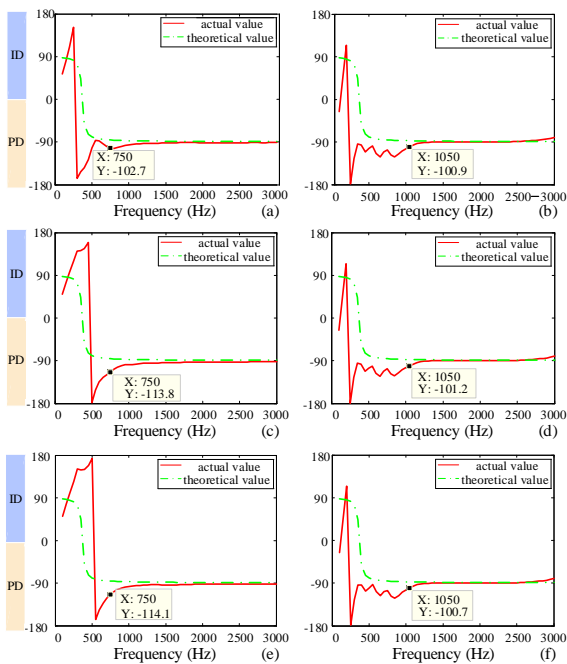 180
90
0
-90
-180
ID
PD
actual value
theoretical value
X: 750
Y: -102.7
0 500 1000 1500 2000 2500 3000
Frequency (Hz) (a)
180
90
0
-90
-180
actual value
theoretical value
X: 1050
Y: -100.9
0 500 1000 1500 2000 2500 3000
Frequency (Hz) (b)
180
90
0
-90
-180
ID
PD
actual value
theoretical value
X: 750
Y: -113.8
0 500 1000 1500 2000 2500 3000
Frequency (Hz) (c)
180
90
0
-90
-180
actual value
theoretical value
X: 1050
Y: -101.2
0 500 1000 1500 2000 2500 3000
Frequency (Hz) (d)
180
90
0
-90
-180
ID
PD
actual value
theoretical value
X: 750
Y: -114.1
0 500 1000 1500 2000 2500 3000
Frequency (Hz) (e)
180
90
0
-90
-180
actual value
theoretical value
X: 1050
Y: -100.7
0 500 1000 1500 2000 2500 3000
Frequency (Hz) (f)